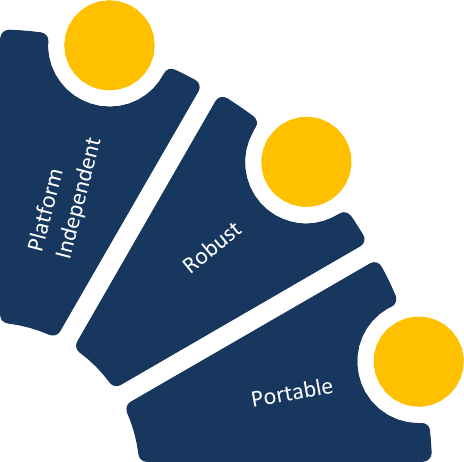 Platform
Independent
Robust
Portable